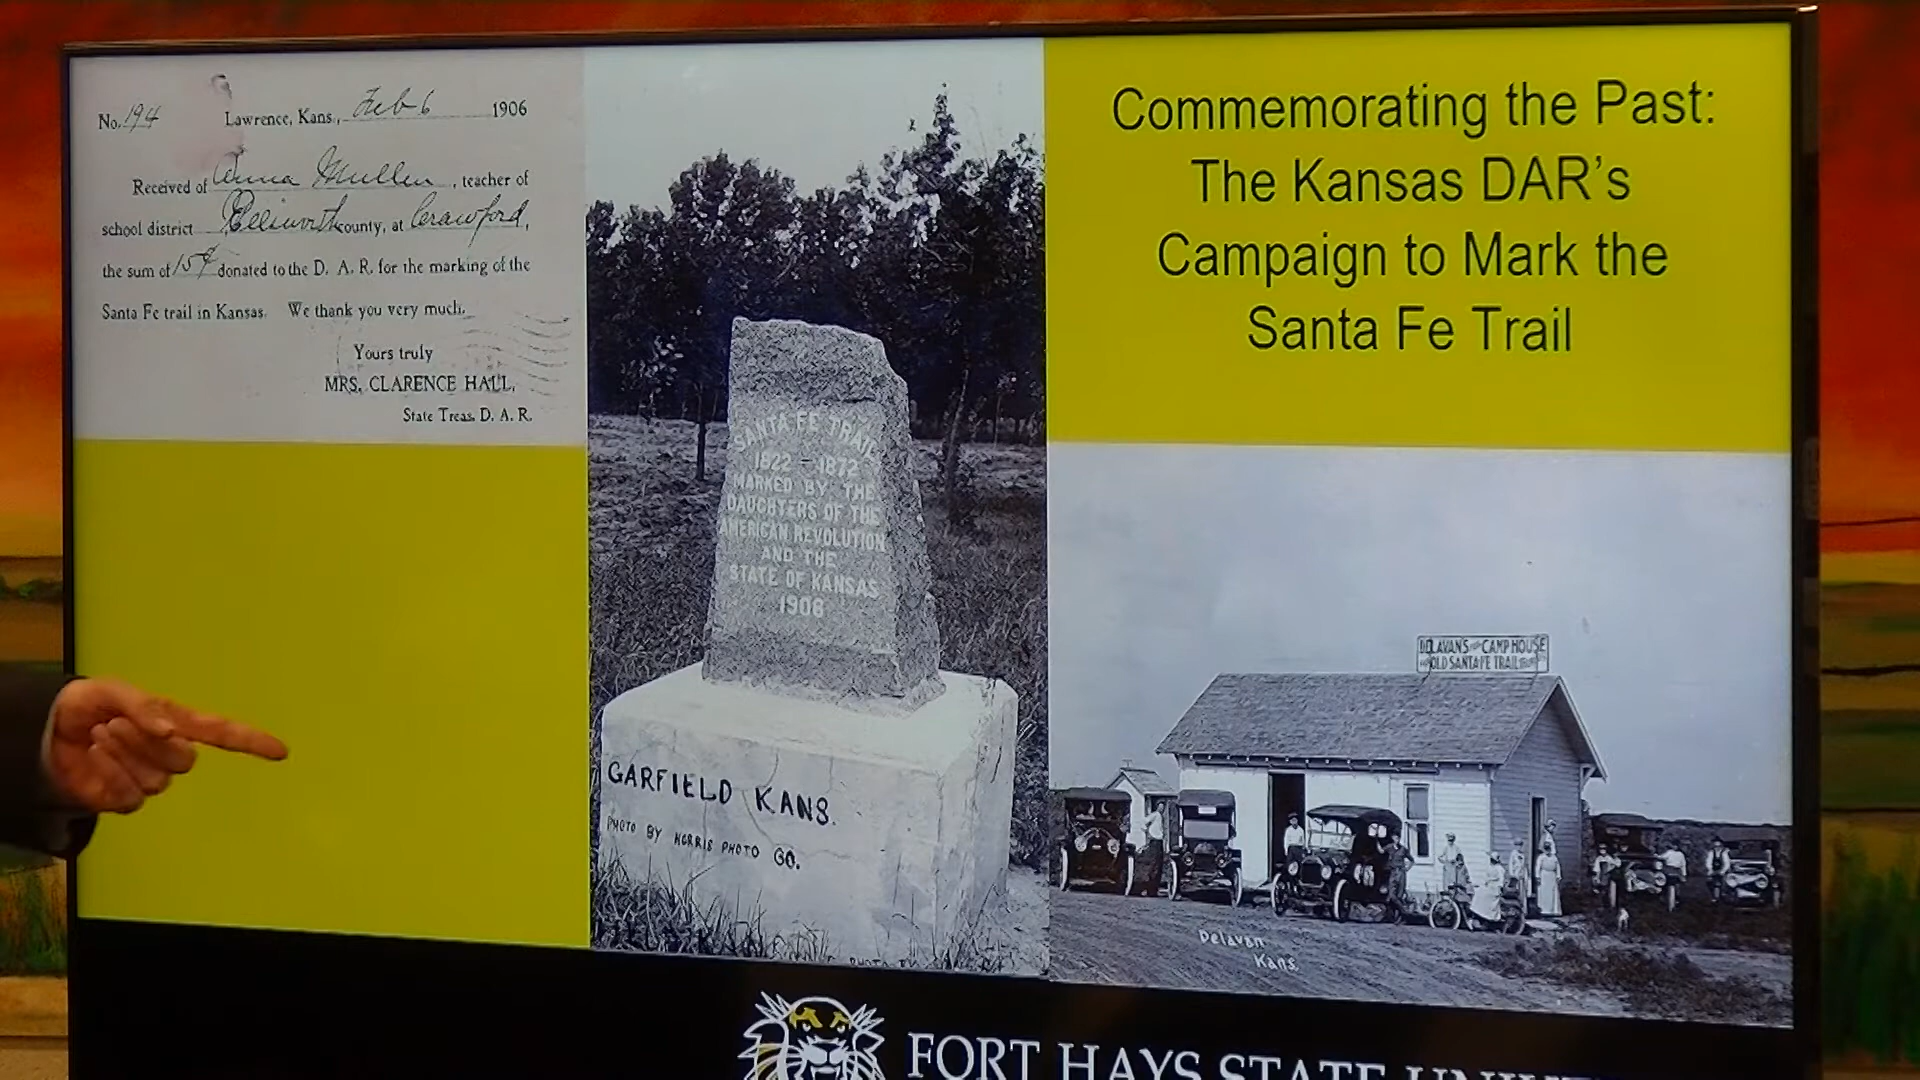 No. 194 Lawrence, Kans., Feb 6 1906
Received of Anna Mullen, teacher of
school district Ellsworth county, at Crawford,
the sum of 15¢ donated to the D. A. R. for the marking of the
Santa Fe trail in Kansas. We thank you very much.
Yours truly
MRS. CLARENCE HALL,
State Treas. D. A. R.
SANTA FE TRAIL
1822 - 1872
MARKED BY THE
DAUGHTERS OF THE
AMERICAN REVOLUTION
AND THE
STATE OF KANSAS
1906
GARFIELD KANS.
PHOTO BY MORRIS PHOTO CO.
Commemorating the Past:
The Kansas DAR's
Campaign to Mark the
Santa Fe Trail
DELAVAN'S CAMP HOUSE
OLD SANTA FE TRAIL
Delavan
Kans.
FORT HAYS STATE